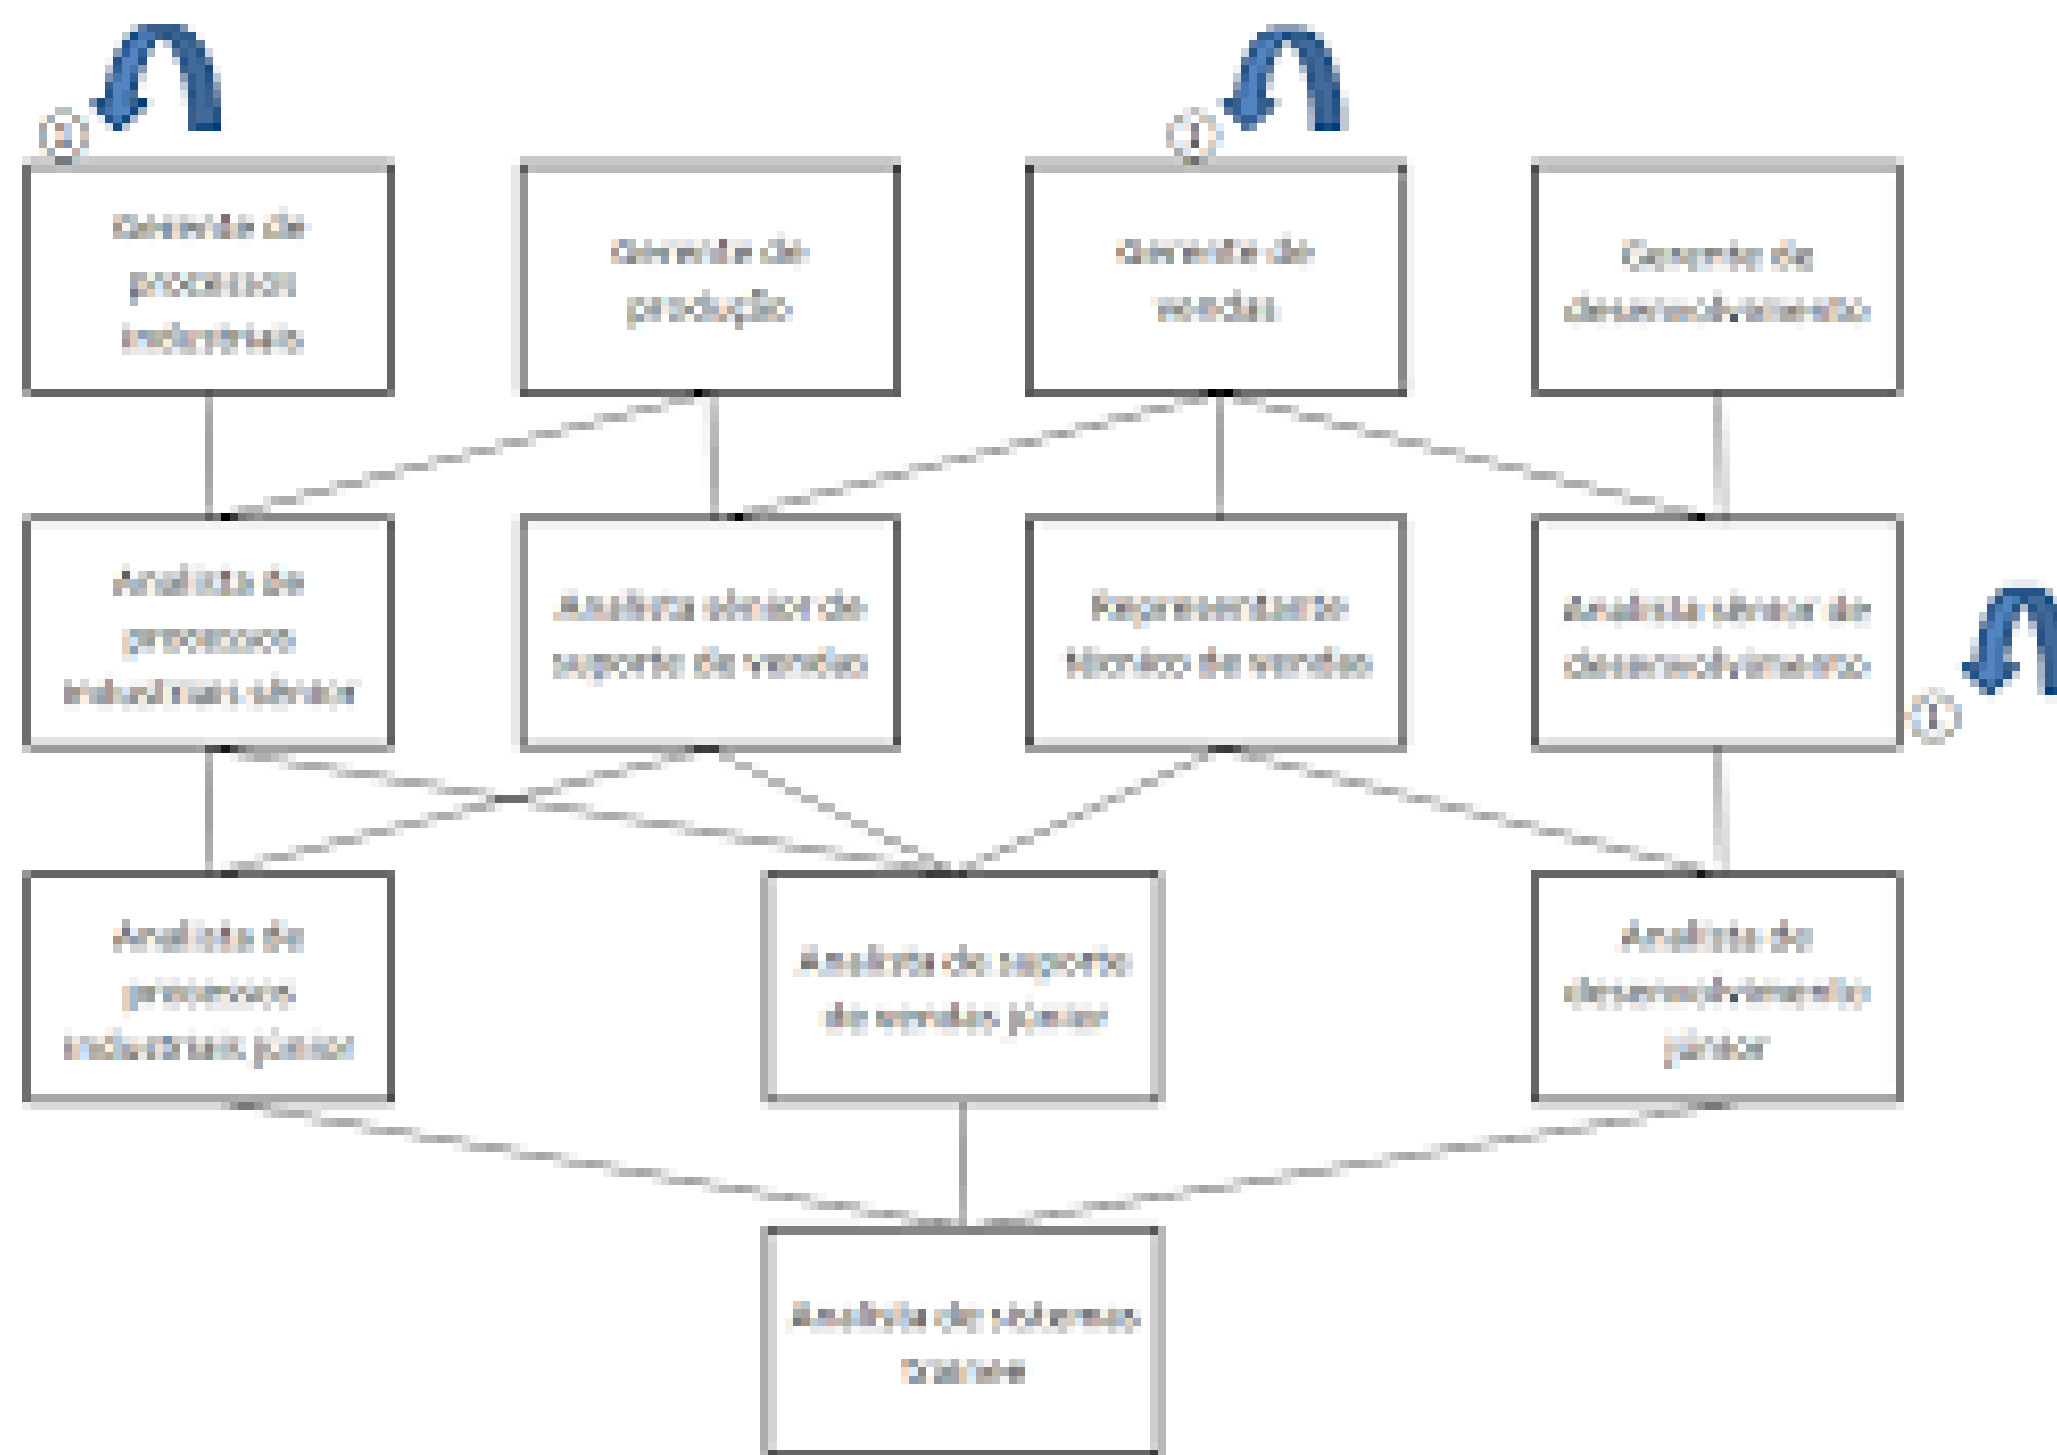 Gerente de
processos
industriais
Gerente de
produção
Gerente de
vendas
Gerente de
desenvolvimento
Analista de
processos
industriais sênior
Analista sênior de
suporte de vendas
Representante
técnico de vendas
Analista sênior de
desenvolvimento
Analista de
processos
industriais júnior
Analista de suporte
de vendas júnior
Analista de
desenvolvimento
júnior
Analista de sistemas
trainee